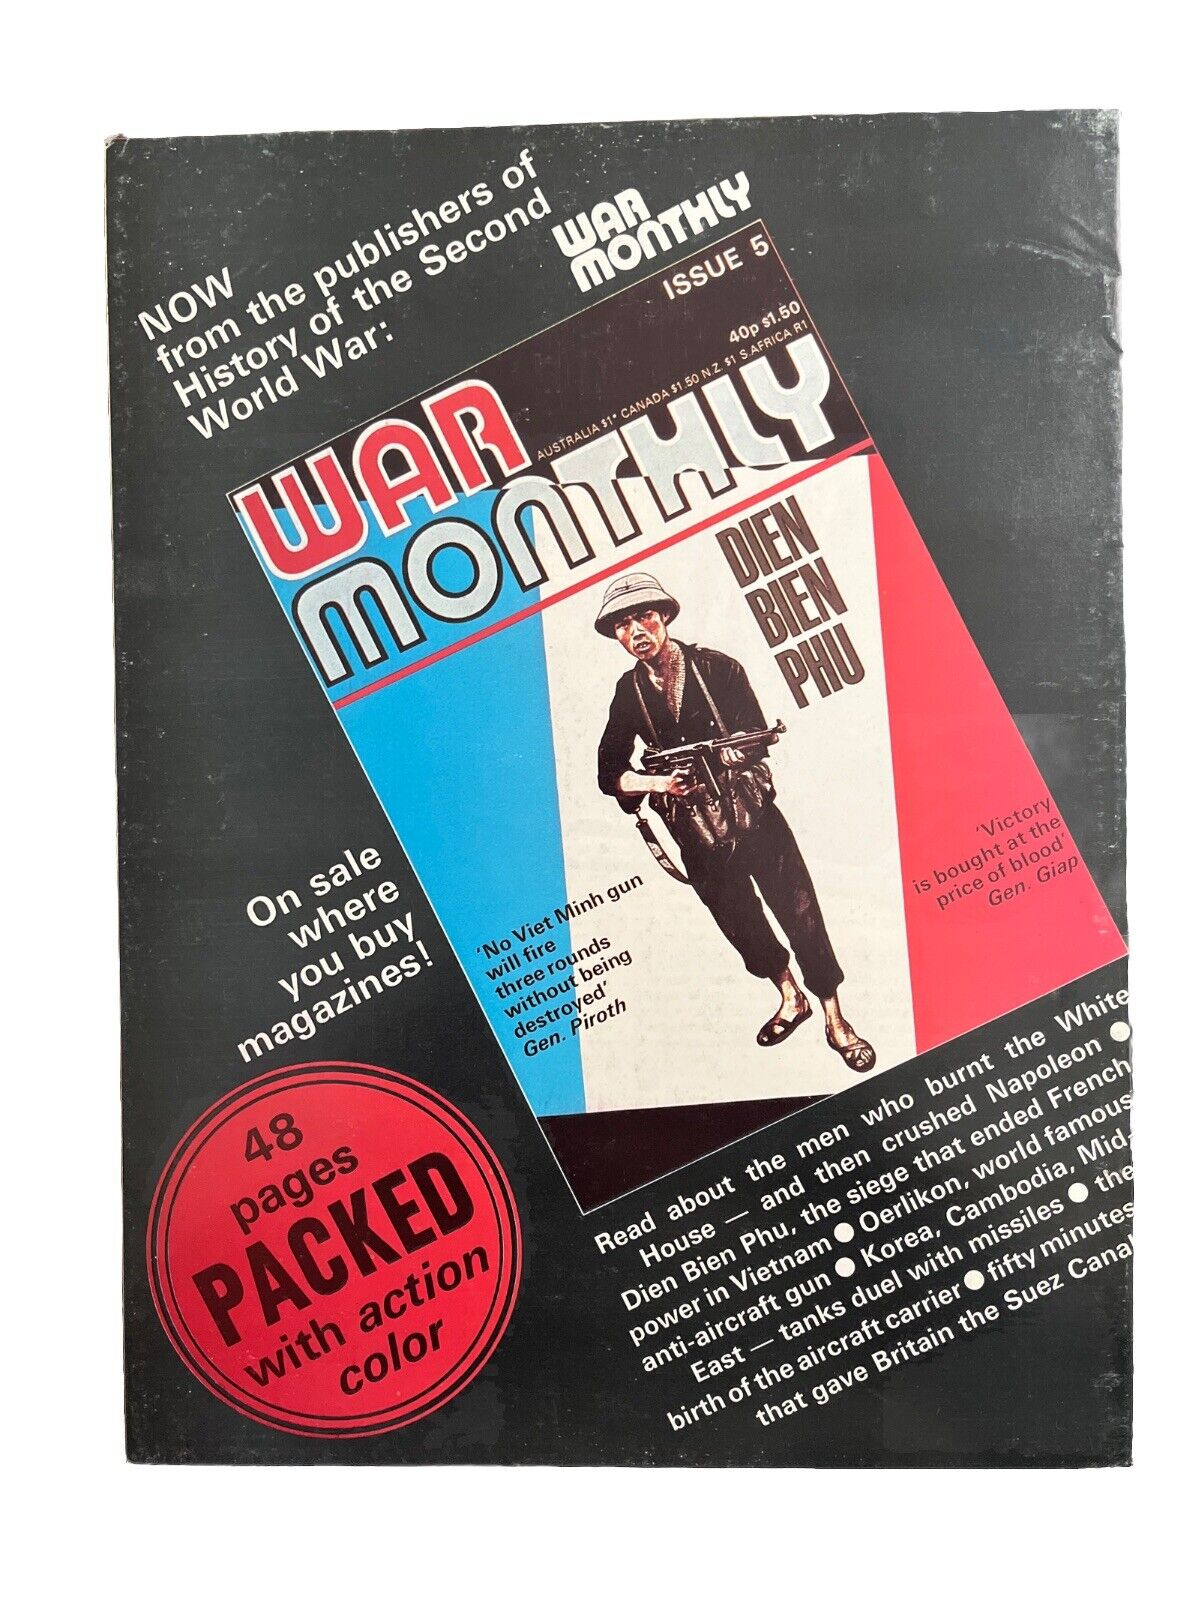 NOW
from the publishers of
History of the Second
World War:
WAR
MONTHLY
ISSUE 5
40p $1.50
AUSTRALIA $1* CANADA $1.50 N.Z. $1 S.AFRICA R1
WAR
MONTHLY
DIEN
BIEN
PHU
'Victory
is bought at the
price of blood'
Gen. Giap
'No Viet Minh gun
will fire
three rounds
without being
destroyed'
Gen. Piroth
On sale
where
you buy
magazines!
48
pages
PACKED
with action
color
Read about the men who burnt the White
House — and then crushed Napoleon ●
Dien Bien Phu, the siege that ended French
power in Vietnam ● Oerlikon, world famous
anti-aircraft gun ● Korea, Cambodia, Mid-
East — tanks duel with missiles ● the
birth of the aircraft carrier ● fifty minutes
that gave Britain the Suez Canal